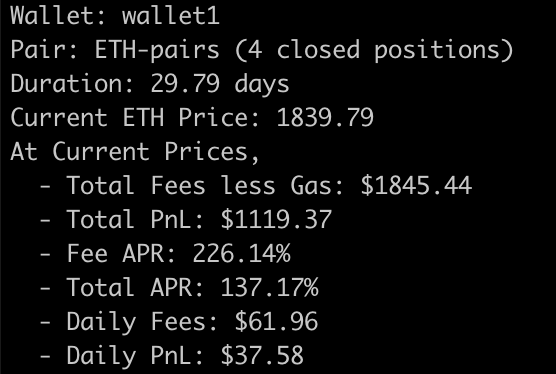 Wallet: wallet1
Pair: ETH-pairs (4 closed positions)
Duration: 29.79 days
Current ETH Price: 1839.79
At Current Prices,
- Total Fees less Gas: $1845.44
- Total PnL: $1119.37
- Fee APR: 226.14%
- Total APR: 137.17%
- Daily Fees: $61.96
- Daily PnL: $37.58